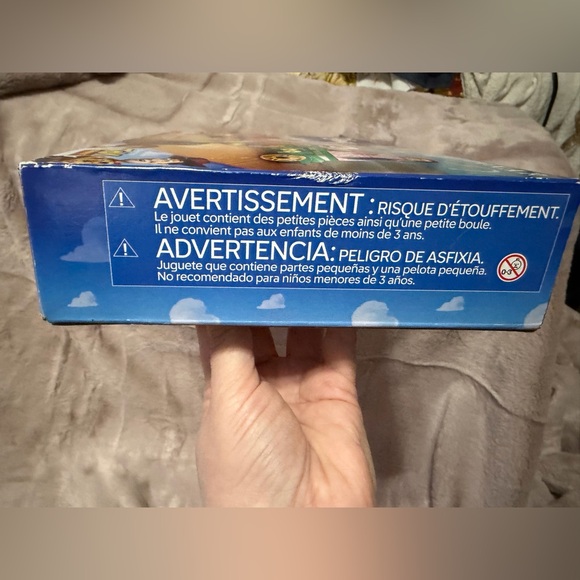 AVERTISSEMENT : RISQUE D'ÉTOUFFEMENT.
Le jouet contient des petites pièces ainsi qu'une petite boule.
Il ne convient pas aux enfants de moins de 3 ans.
ADVERTENCIA: PELIGRO DE ASFIXIA.
Juguete que contiene partes pequeñas y una pelota pequeña.
No recomendado para niños menores de 3 años.
0-3